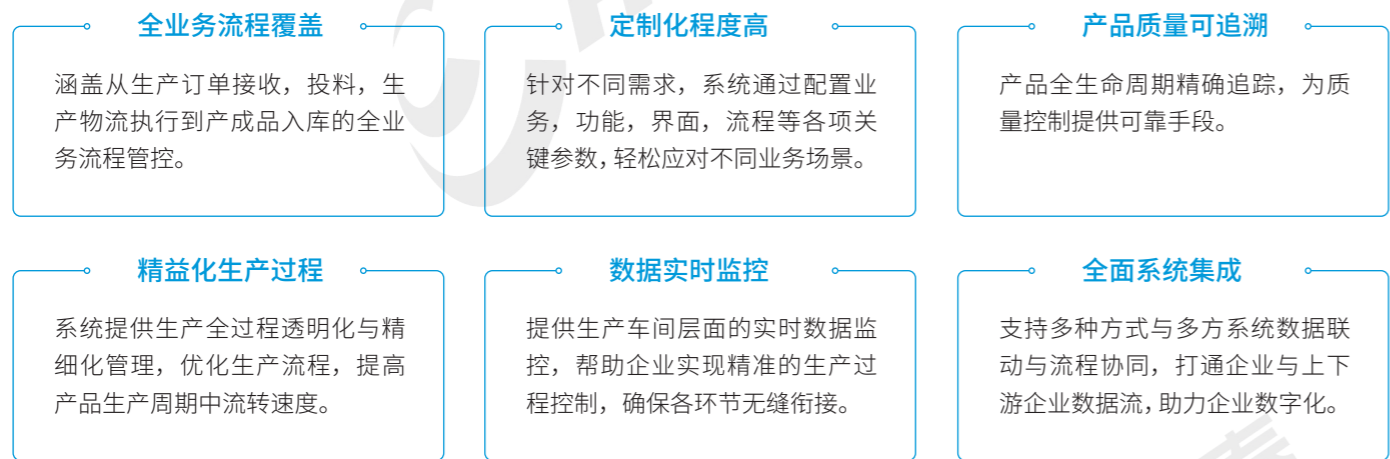 全业务流程覆盖
涵盖从生产订单接收，投料，生
产物流执行到产成品入库的全业
务流程管控。
定制化程度高
针对不同需求，系统通过配置业
务，功能，界面，流程等各项关
键参数，轻松应对不同业务场景。
产品质量可追溯
产品全生命周期精确追踪，为质
量控制提供可靠手段。
精益化生产过程
系统提供生产全过程透明化与精
细化管理，优化生产流程，提高
产品生产周期中流转速度。
数据实时监控
提供生产车间层面的实时数据监
控，帮助企业实现精准的生产过
程控制，确保各环节无缝衔接。
全面系统集成
支持多种方式与多方系统数据联
动与流程协同，打通企业与上下
游企业数据流，助力企业数字化。